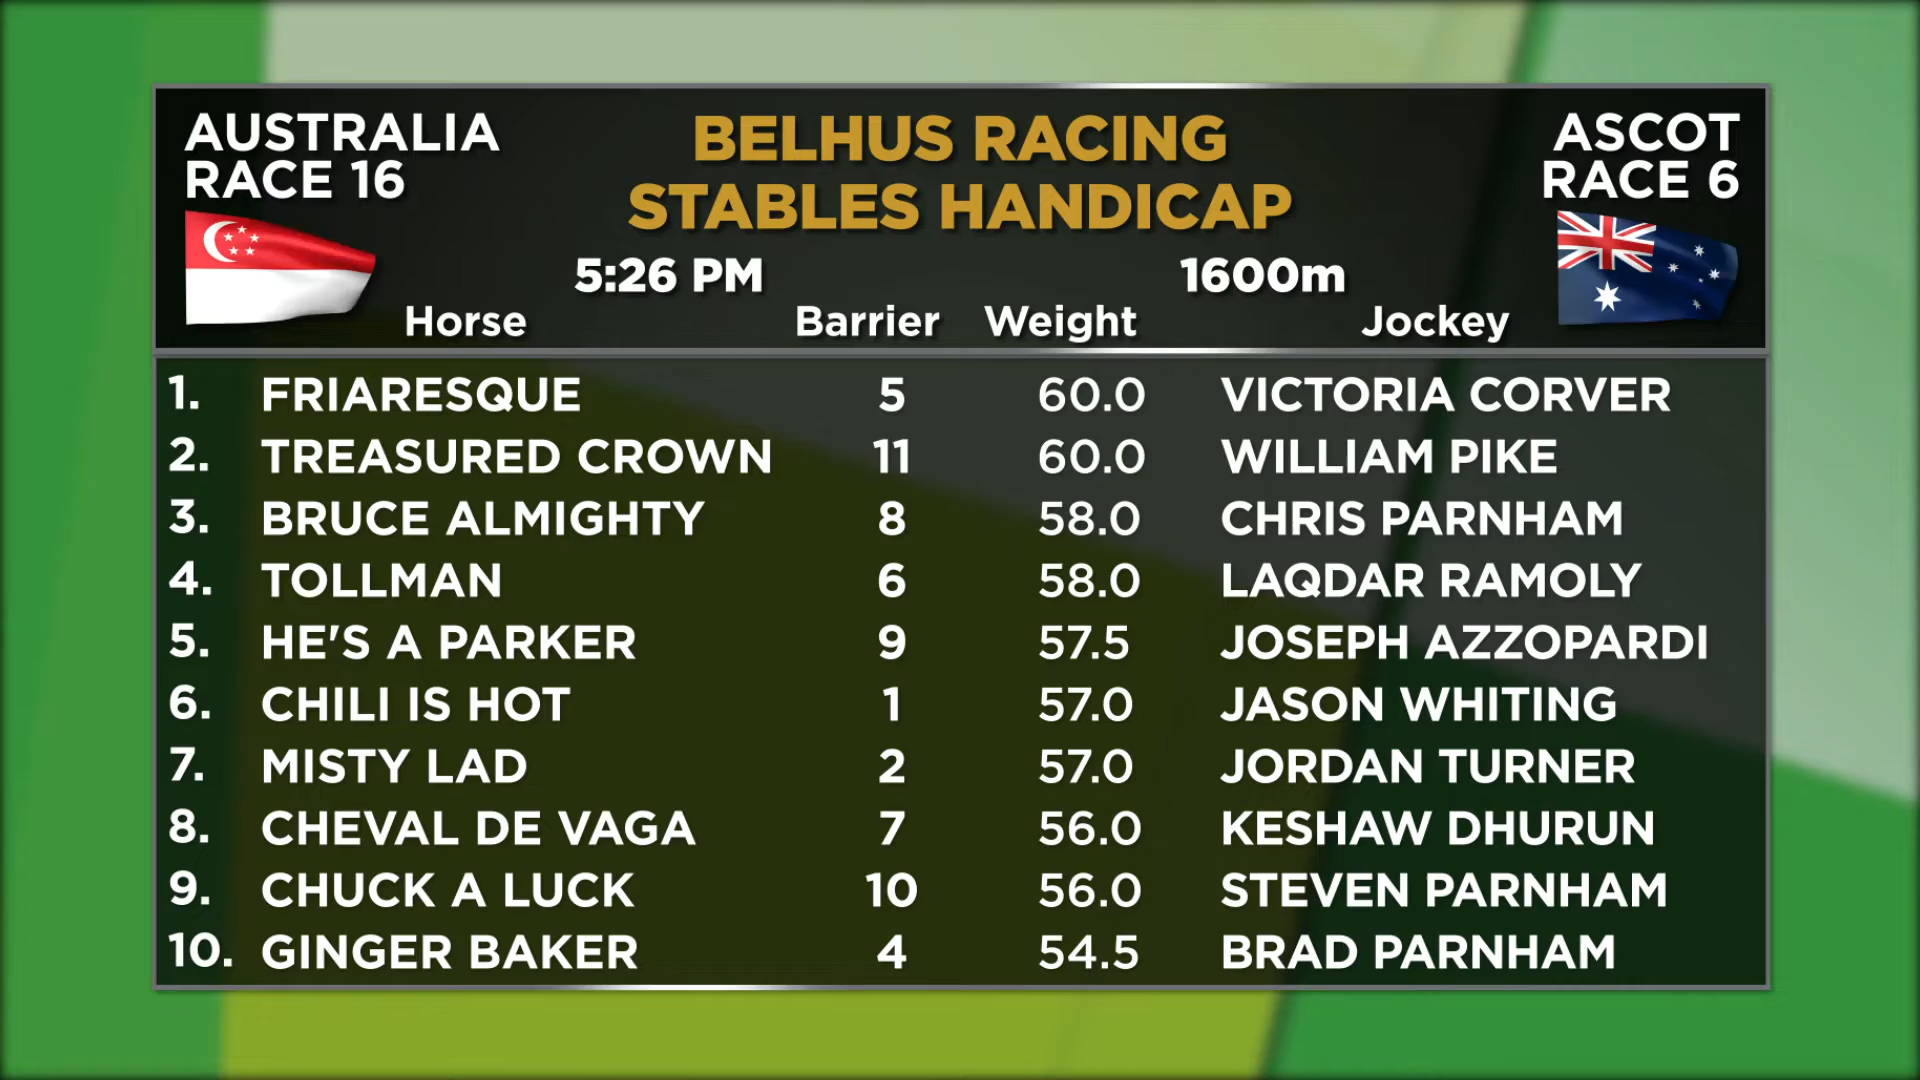 AUSTRALIA
RACE 16
BELHUS RACING
STABLES HANDICAP
ASCOT
RACE 6
5:26 PM
1600m
Horse Barrier Weight Jockey
1. FRIARESQUE 5 60.0 VICTORIA CORVER
2. TREASURED CROWN 11 60.0 WILLIAM PIKE
3. BRUCE ALMIGHTY 8 58.0 CHRIS PARNHAM
4. TOLLMAN 6 58.0 LAQDAR RAMOLY
5. HE'S A PARKER 9 57.5 JOSEPH AZZOPARDI
6. CHILI IS HOT 1 57.0 JASON WHITING
7. MISTY LAD 2 57.0 JORDAN TURNER
8. CHEVAL DE VAGA 7 56.0 KESHAW DHURUN
9. CHUCK A LUCK 10 56.0 STEVEN PARNHAM
10. GINGER BAKER 4 54.5 BRAD PARNHAM